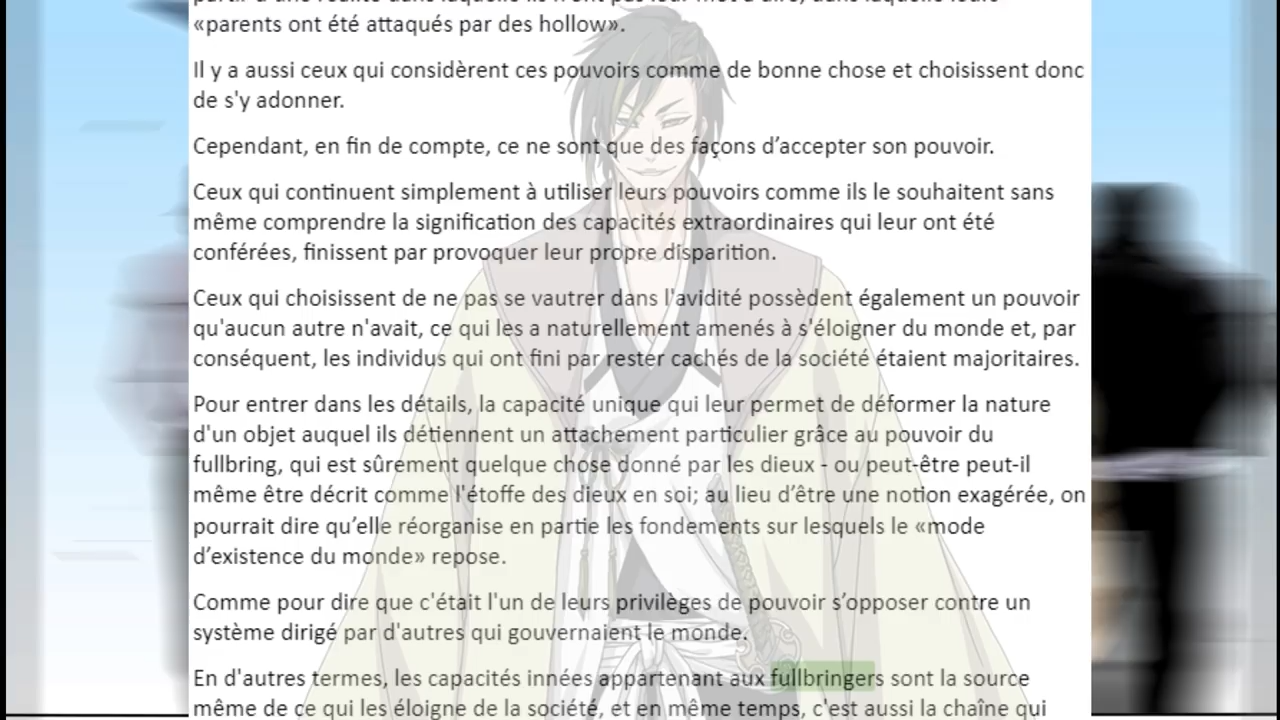 «parents ont été attaqués par des hollow».
Il y a aussi ceux qui considèrent ces pouvoirs comme de bonne chose et choisissent donc
de s'y adonner.
Cependant, en fin de compte, ce ne sont que des façons d’accepter son pouvoir.
Ceux qui continuent simplement à utiliser leurs pouvoirs comme ils le souhaitent sans
même comprendre la signification des capacités extraordinaires qui leur ont été
conférées, finissent par provoquer leur propre disparition.
Ceux qui choisissent de ne pas se vautrer dans l'avidité possèdent également un pouvoir
qu'aucun autre n'avait, ce qui les a naturellement amenés à s'éloigner du monde et, par
conséquent, les individus qui ont fini par rester cachés de la société étaient majoritaires.
Pour entrer dans les détails, la capacité unique qui leur permet de déformer la nature
d'un objet auquel ils détiennent un attachement particulier grâce au pouvoir du
fullbring, qui est sûrement quelque chose donné par les dieux - ou peut-être peut-il
même être décrit comme l'étoffe des dieux en soi; au lieu d’être une notion exagérée, on
pourrait dire qu’elle réorganise en partie les fondements sur lesquels le «mode
d’existence du monde» repose.
Comme pour dire que c'était l'un de leurs privilèges de pouvoir s’opposer contre un
système dirigé par d'autres qui gouvernaient le monde.
En d'autres termes, les capacités innées appartenant aux fullbringers sont la source
même de ce qui les éloigne de la société, et en même temps, c'est aussi la chaîne qui